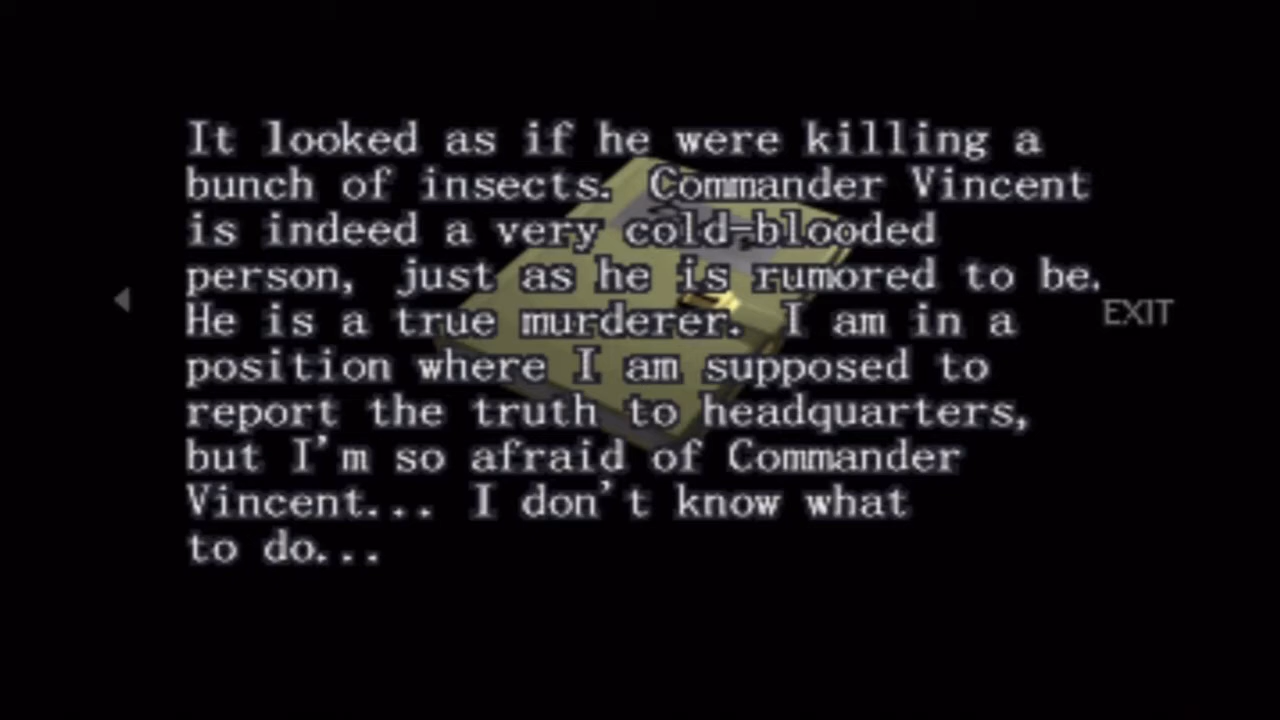 It looked as if he were killing a
bunch of insects. Commander Vincent
is indeed a very cold-blooded
person, just as he is rumored to be.
He is a true murderer. I am in a
position where I am supposed to
report the truth to headquarters,
but I'm so afraid of Commander
Vincent... I don't know what
to do...
EXIT